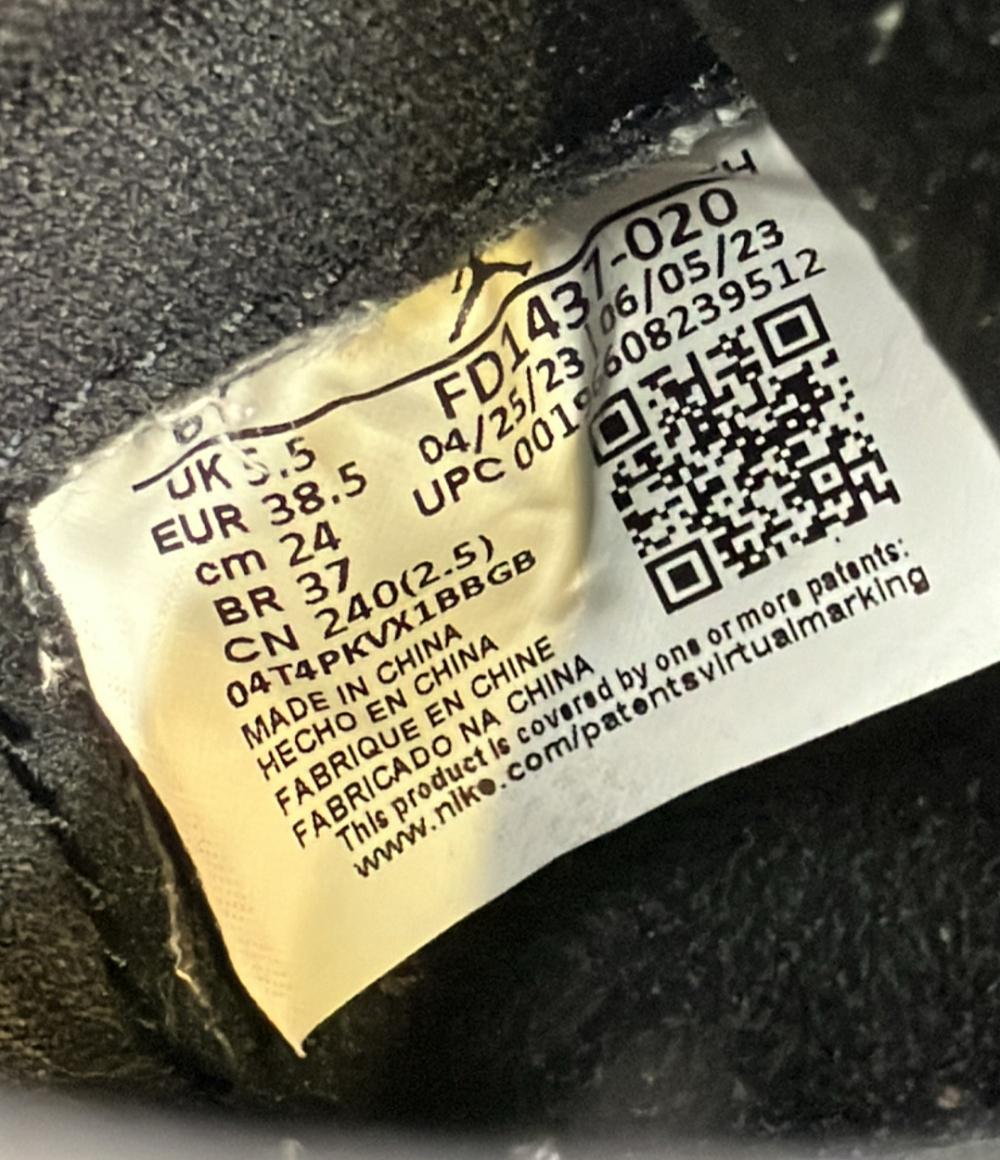 UK 5.5
EUR 38.5
cm 24
BR 37
CN 240(2.5)
FD1437-020
04/25/23 06/05/23
UPC 00196608239512
04T4PKVX1BBGB
MADE IN CHINA
HECHO EN CHINA
FABRIQUE EN CHINE
FABRICADO NA CHINA
This product is covered by one or more patents:
www.nike.com/patentsvirtualmarking